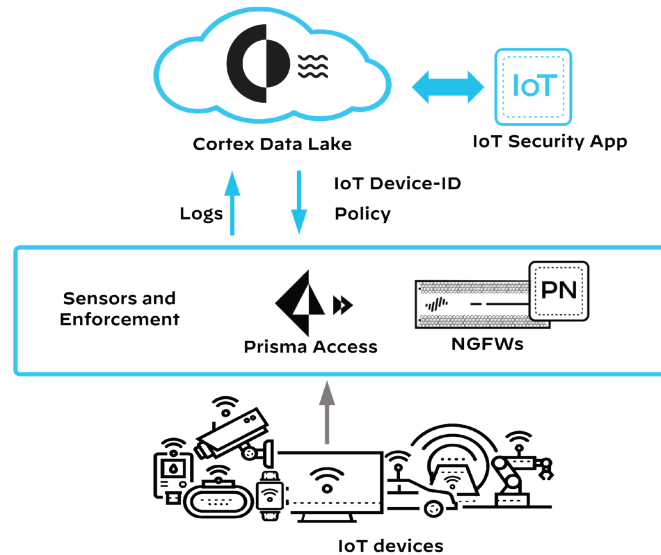 IoT
Cortex Data Lake
IoT Security App
IoT Device-ID
Logs
Policy
Sensors and
Enforcement
PN
Prisma Access
NGFWs
IoT devices